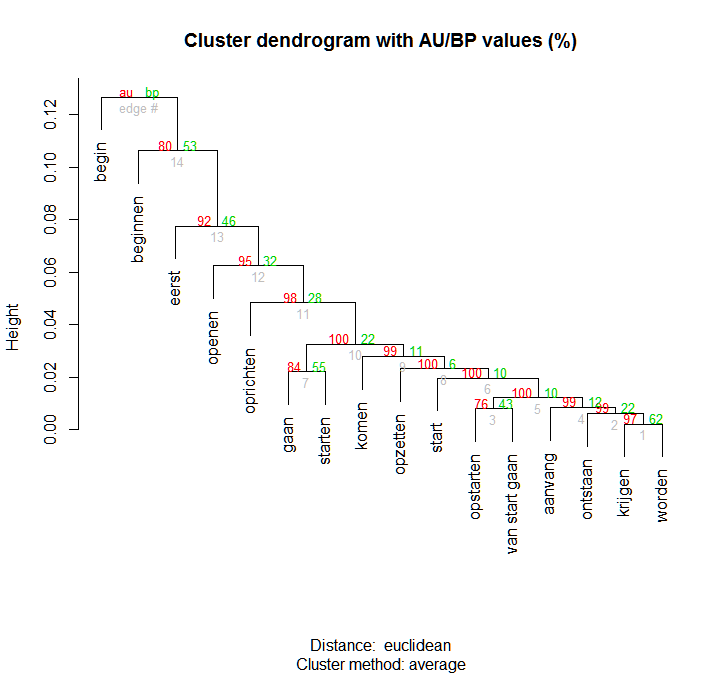 Cluster dendrogram with AU/BP values (%)
au bp
edge #
80 53
14
92 46
13
95 32
12
98 28
11
100 22
10
99 11
9
84 55
7
100 6
8
100 10
6
100 10
5
76 43
3
99 12
4
99 22
2
97 62
1
Height
0.00
0.02
0.04
0.06
0.08
0.10
0.12
begin
beginnen
eerst
openen
oprichten
gaan
starten
komen
opzetten
start
opstarten
van start gaan
aanvang
ontstaan
krijgen
worden
Distance: euclidean
Cluster method: average